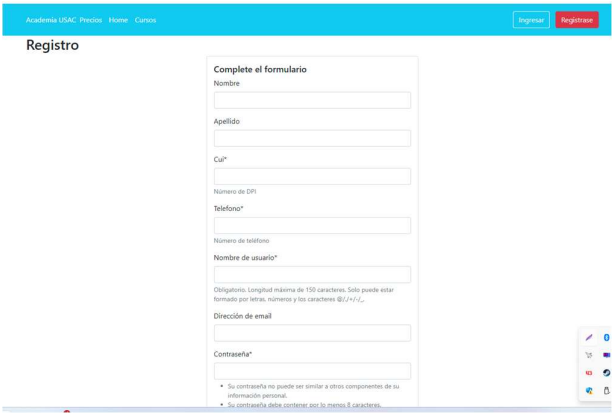 Academia USAC Precios Home Cursos Ingresar Registrase
Registro
Complete el formulario
Nombre
Apellido
Cui*
Número de DPI
Telefono*
Número de teléfono
Nombre de usuario*
Obligatorio. Longitud máxima de 150 caracteres. Solo puede estar
formado por letras, números y los caracteres @/./+/-/_.
Dirección de email
Contraseña*
• Su contraseña no puede ser similar a otros componentes de su
información personal.
• Su contraseña debe contener por lo menos 8 caracteres.